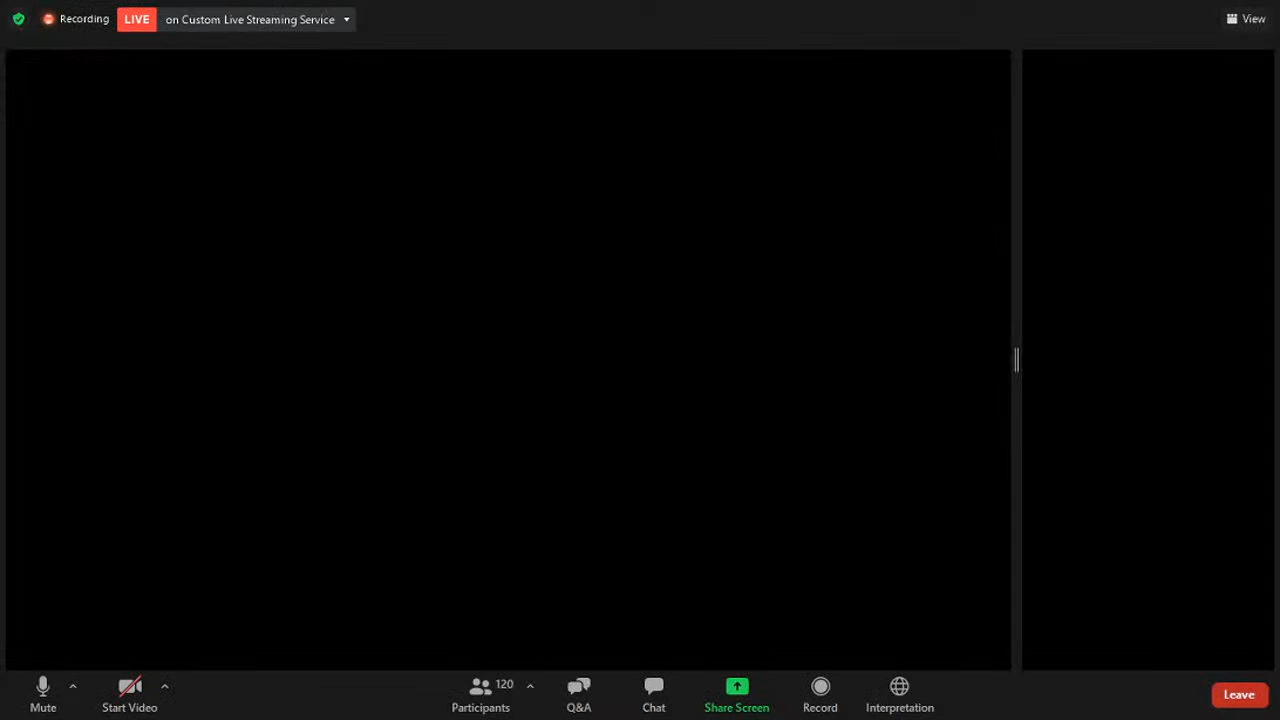 Recording LIVE on Custom Live Streaming Service View
120
Mute Start Video Participants Q&A Chat Share Screen Record Interpretation Leave